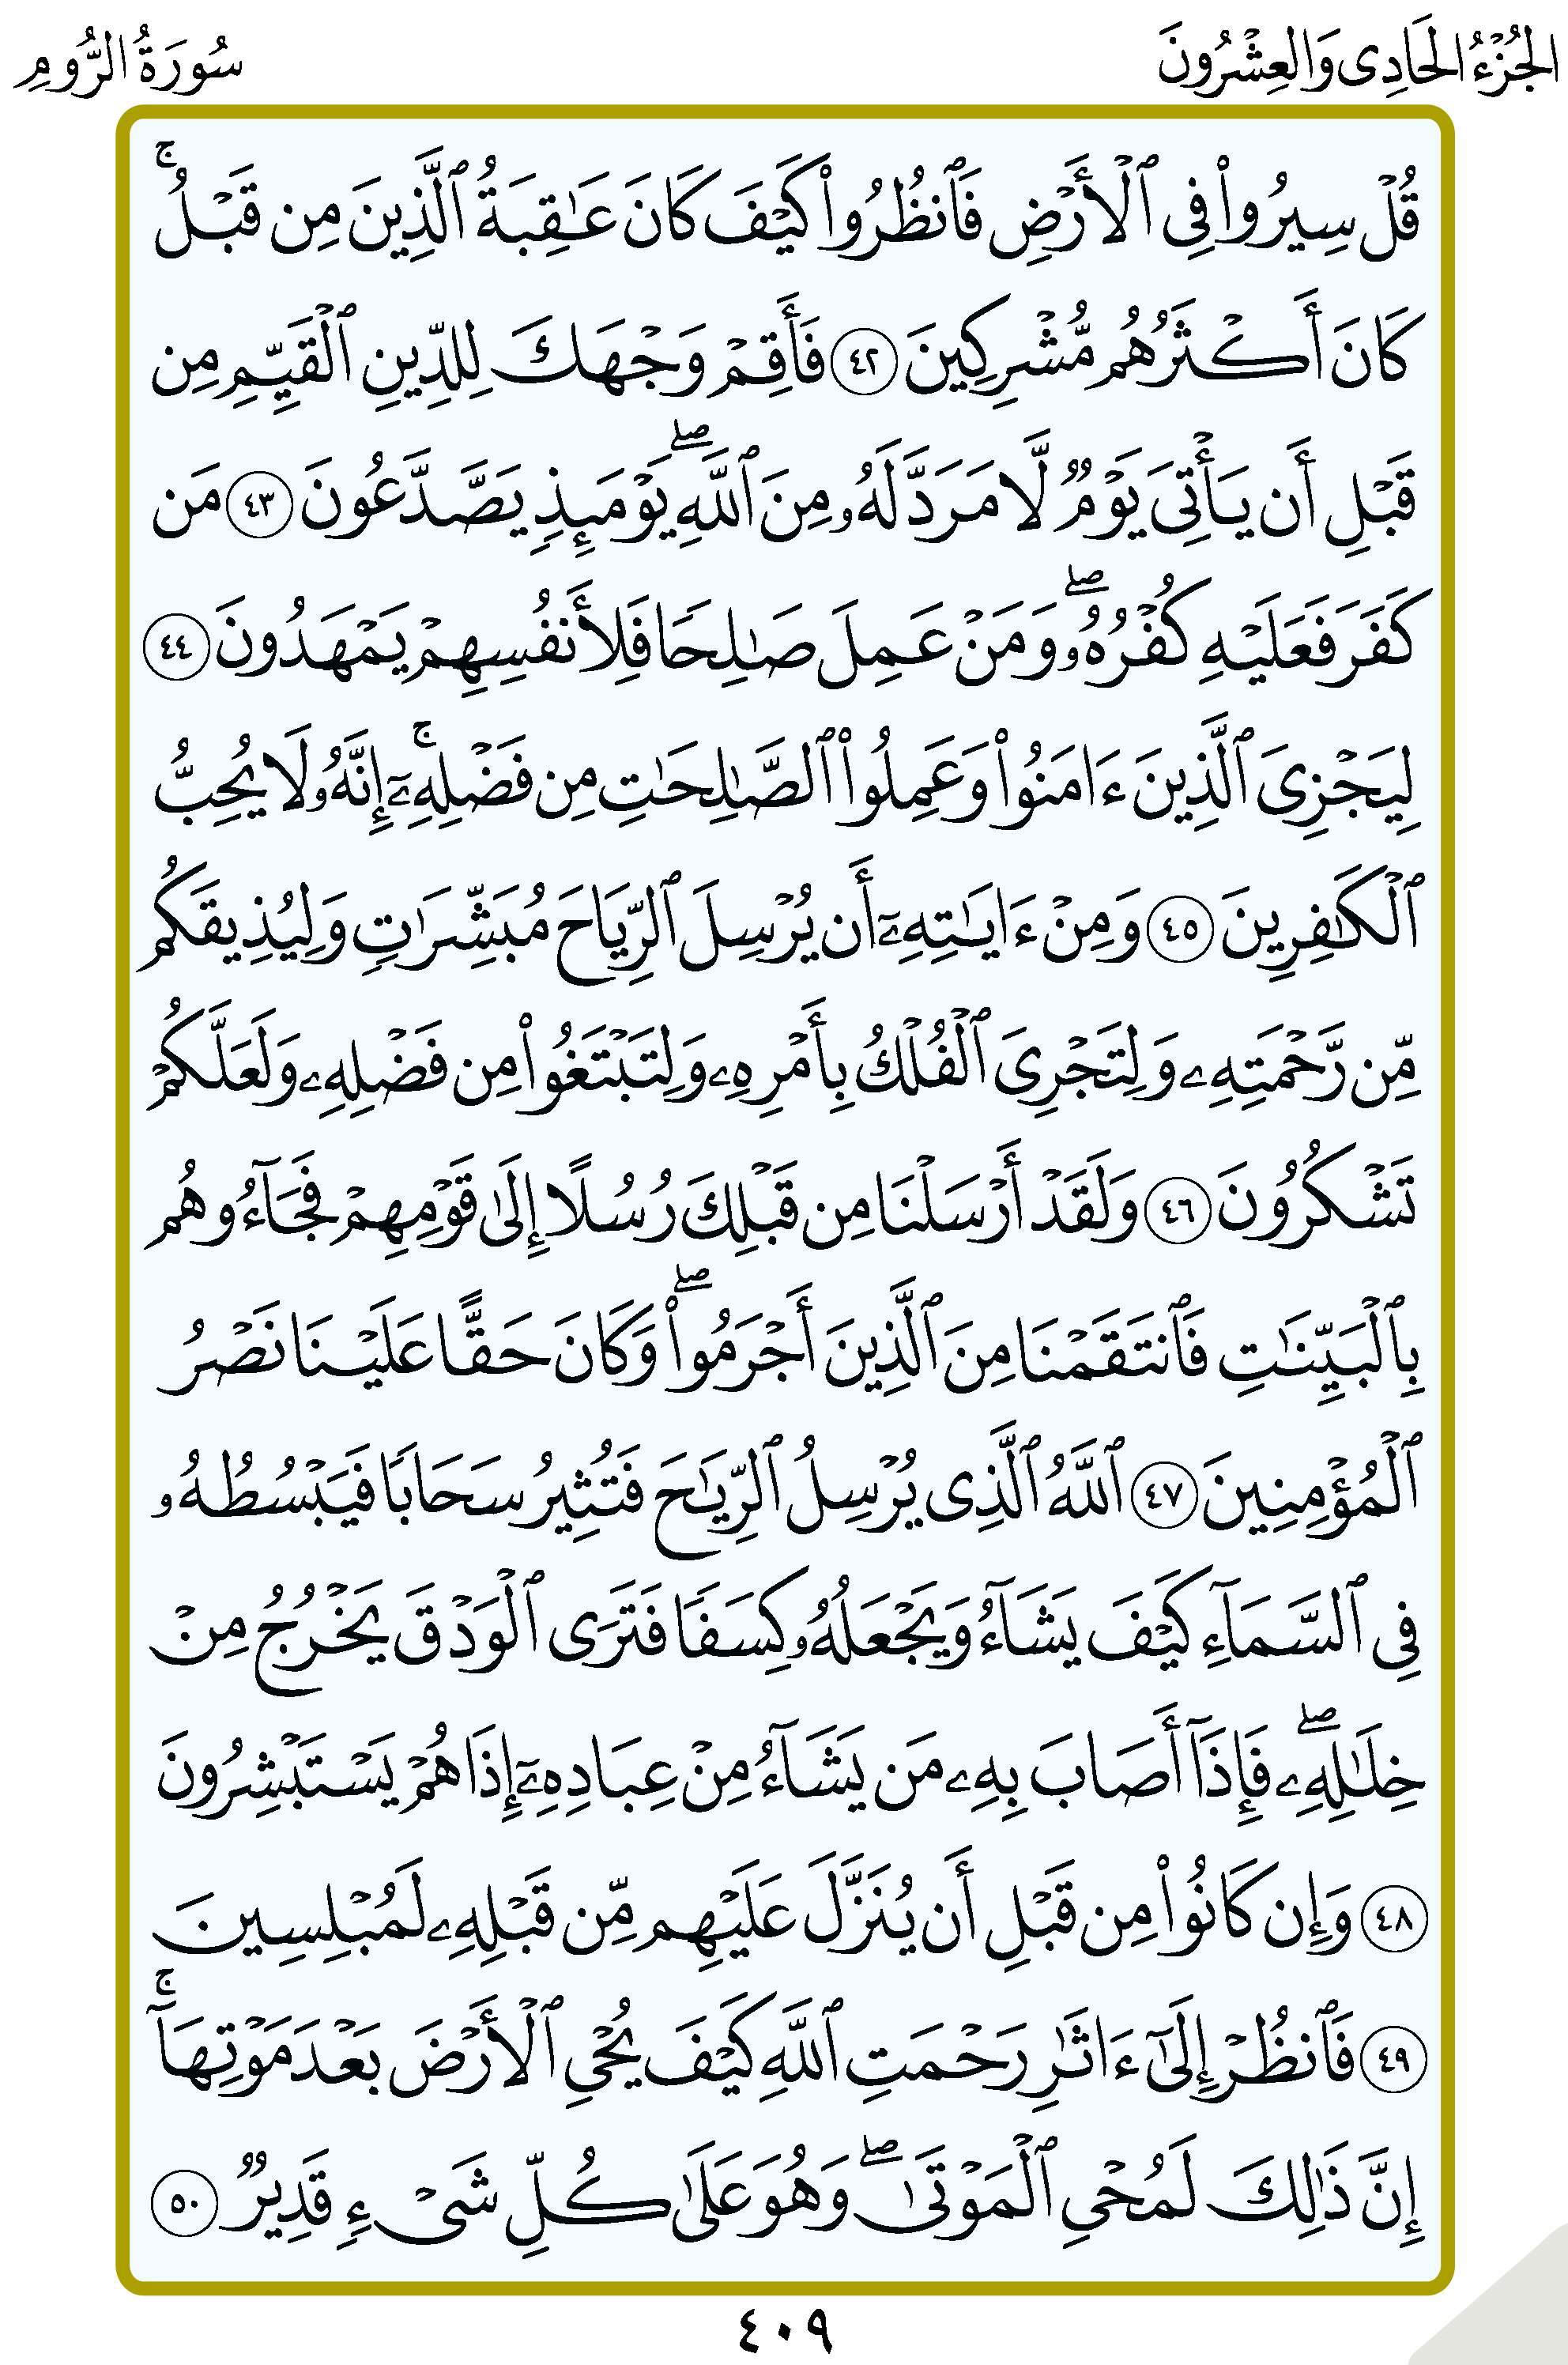 الجُزْءُ الحَادِى وَالعِشْرُونَ
سُورَةُ الرُّومِ
قُلْ سِيرُوا۟ فِى ٱلْأَرْضِ فَٱنظُرُوا۟ كَيْفَ كَانَ عَـٰقِبَةُ ٱلَّذِينَ مِن قَبْلُ ۚ
كَانَ أَكْثَرُهُم مُّشْرِكِينَ ٤٢ فَأَقِمْ وَجْهَكَ لِلدِّينِ ٱلْقَيِّمِ مِن
قَبْلِ أَن يَأْتِىَ يَوْمٌ لَّا مَرَدَّ لَهُۥ مِنَ ٱللَّهِ ۖ يَوْمَئِذٍ يَصَّدَّعُونَ ٤٣ مَن
كَفَرَ فَعَلَيْهِ كُفْرُهُۥ ۖ وَمَنْ عَمِلَ صَـٰلِحًا فَلِأَنفُسِهِمْ يَمْهَدُونَ ٤٤
لِيَجْزِىَ ٱلَّذِينَ ءَامَنُوا۟ وَعَمِلُوا۟ ٱلصَّـٰلِحَـٰتِ مِن فَضْلِهِۦٓ ۚ إِنَّهُۥ لَا يُحِبُّ
ٱلْكَـٰفِرِينَ ٤٥ وَمِنْ ءَايَـٰتِهِۦٓ أَن يُرْسِلَ ٱلرِّيَاحَ مُبَشِّرَٰتٍ وَلِيُذِيقَكُم
مِّن رَّحْمَتِهِۦ وَلِتَجْرِىَ ٱلْفُلْكُ بِأَمْرِهِۦ وَلِتَبْتَغُوا۟ مِن فَضْلِهِۦ وَلَعَلَّكُمْ
تَشْكُرُونَ ٤٦ وَلَقَدْ أَرْسَلْنَا مِن قَبْلِكَ رُسُلًا إِلَىٰ قَوْمِهِمْ فَجَآءُوهُم
بِٱلْبَيِّنَـٰتِ فَٱنتَقَمْنَا مِنَ ٱلَّذِينَ أَجْرَمُوا۟ ۖ وَكَانَ حَقًّا عَلَيْنَا نَصْرُ
ٱلْمُؤْمِنِينَ ٤٧ ٱللَّهُ ٱلَّذِى يُرْسِلُ ٱلرِّيَـٰحَ فَتُثِيرُ سَحَابًا فَيَبْسُطُهُۥ
فِى ٱلسَّمَآءِ كَيْفَ يَشَآءُ وَيَجْعَلُهُۥ كِسَفًا فَتَرَى ٱلْوَدْقَ يَخْرُجُ مِنْ
خِلَـٰلِهِۦ ۖ فَإِذَآ أَصَابَ بِهِۦ مَن يَشَآءُ مِنْ عِبَادِهِۦٓ إِذَا هُمْ يَسْتَبْشِرُونَ
٤٨ وَإِن كَانُوا۟ مِن قَبْلِ أَن يُنَزَّلَ عَلَيْهِم مِّن قَبْلِهِۦ لَمُبْلِسِينَ
٤٩ فَٱنظُرْ إِلَىٰٓ ءَاثَـٰرِ رَحْمَتِ ٱللَّهِ كَيْفَ يُحْىِ ٱلْأَرْضَ بَعْدَ مَوْتِهَآ ۚ
إِنَّ ذَٰلِكَ لَمُحْىِ ٱلْمَوْتَىٰ ۖ وَهُوَ عَلَىٰ كُلِّ شَىْءٍ قَدِيرٌ ٥٠
٤٠٩